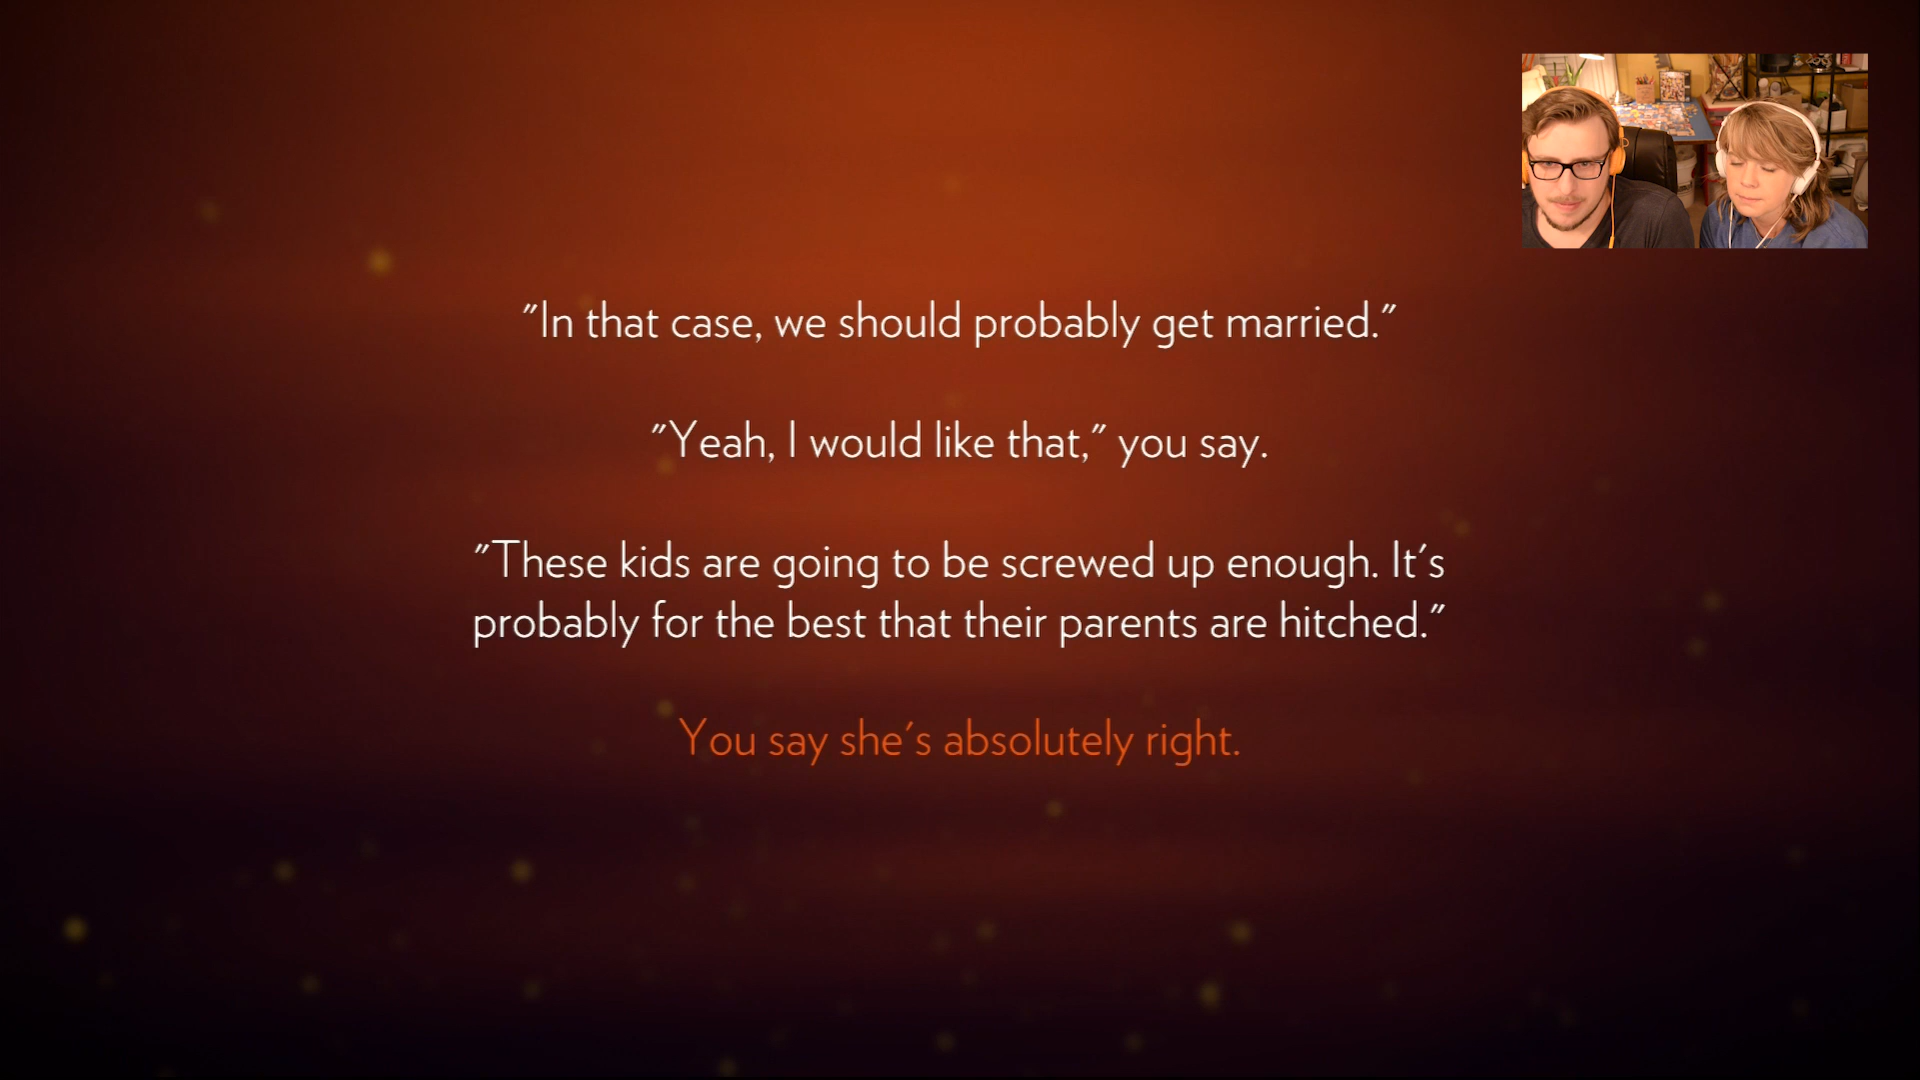 "In that case, we should probably get married."
"Yeah, I would like that," you say.
"These kids are going to be screwed up enough. It's
probably for the best that their parents are hitched."
You say she's absolutely right.